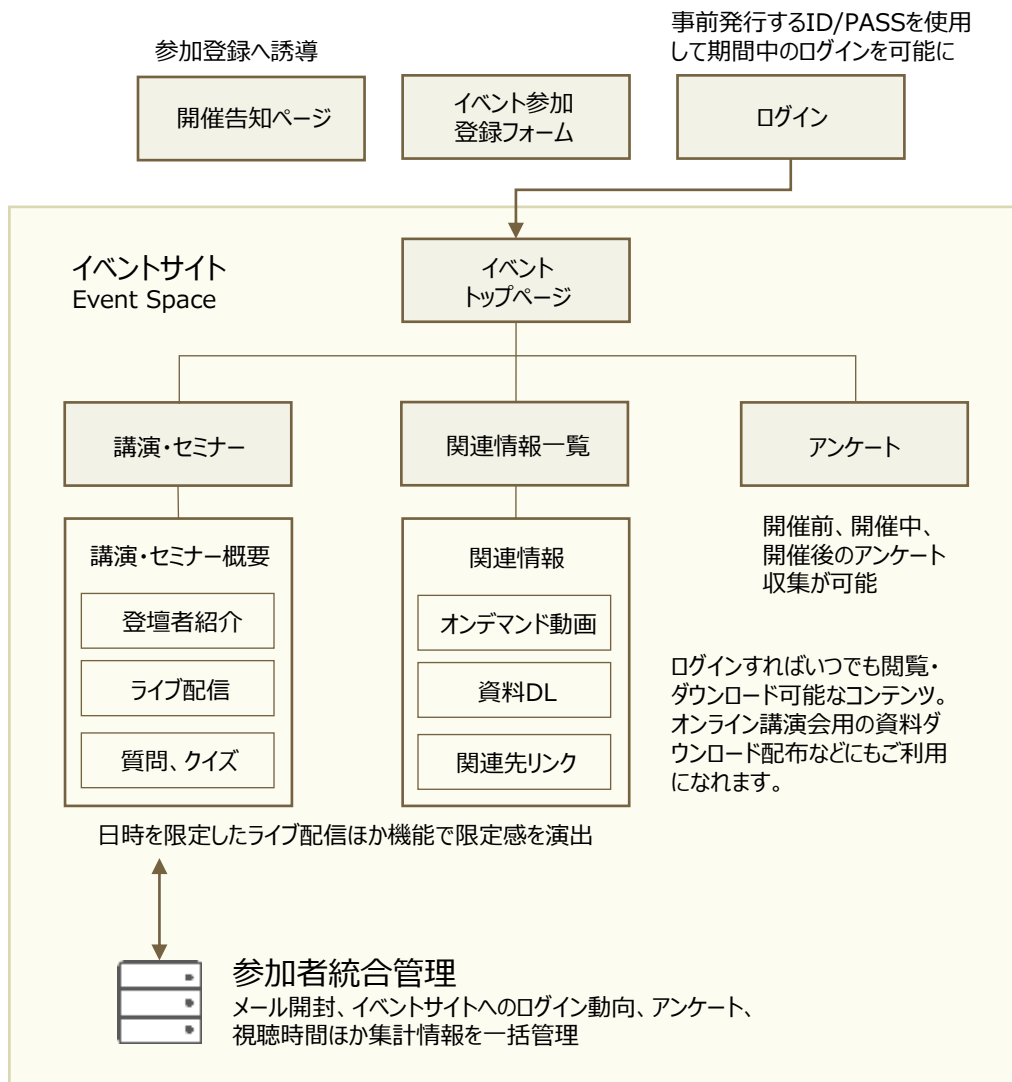 事前発行するID/PASSを使用
して期間中のログインを可能に
参加登録へ誘導
開催告知ページ
イベント参加
登録フォーム
ログイン
イベントサイト
Event Space
イベント
トップページ
講演・セミナー
関連情報一覧
アンケート
講演・セミナー概要
登壇者紹介
ライブ配信
質問、クイズ
関連情報
オンデマンド動画
資料DL
関連先リンク
開催前、開催中、
開催後のアンケート
収集が可能
ログインすればいつでも閲覧・
ダウンロード可能なコンテンツ。
オンライン講演会用の資料ダ
ウンロード配布などにもご利用
になれます。
日時を限定したライブ配信ほか機能で限定感を演出
参加者統合管理
メール開封、イベントサイトへのログイン動向、アンケート、
視聴時間ほか集計情報を一括管理